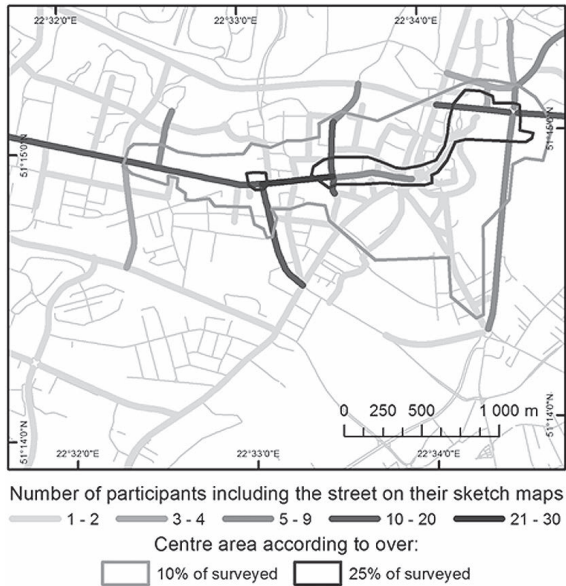 22°32'0"E 22°33'0"E 22°34'0"E
51°15'0"N 51°15'0"N
0 250 500 1 000 m
51°14'0"N 51°14'0"N
22°32'0"E 22°33'0"E 22°34'0"E
Number of participants including the street on their sketch maps
1 - 2 3 - 4 5 - 9 10 - 20 21 - 30
Centre area according to over:
10% of surveyed 25% of surveyed